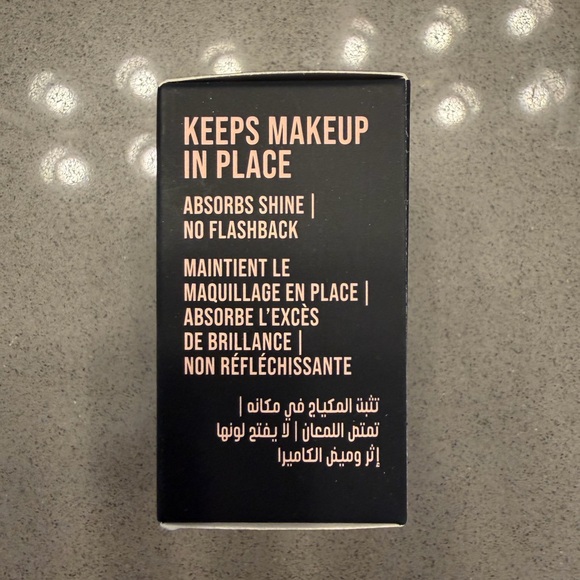 KEEPS MAKEUP
IN PLACE
ABSORBS SHINE |
NO FLASHBACK
MAINTIENT LE
MAQUILLAGE EN PLACE |
ABSORBE L'EXCÈS
DE BRILLANCE |
NON RÉFLÉCHISSANTE
تثبت المكياج في مكانه |
تمتص اللمعان | لا يفتح لونها
إثر وميض الكاميرا